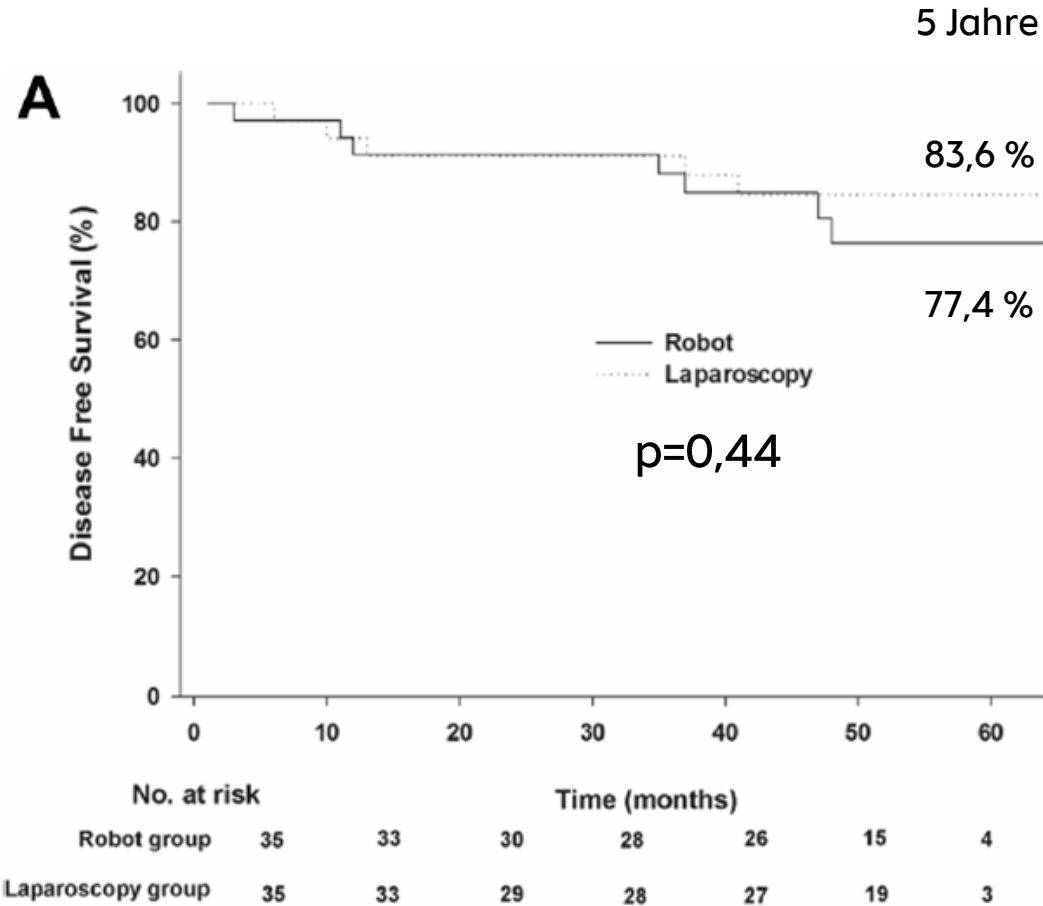 5 Jahre
A
100
80
60
40
20
0
Disease Free Survival (%)
83,6 %
77,4 %
Robot
Laparoscopy
p=0,44
0 10 20 30 40 50 60
No. at risk Time (months)
Robot group 35 33 30 28 26 15 4
Laparoscopy group 35 33 29 28 27 19 3